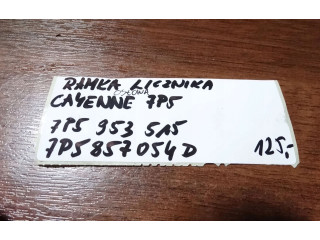 RAMKA LICZNIKA
CAYENNE 7P5
7P5 953 515
7P5 857 054 D
125,-